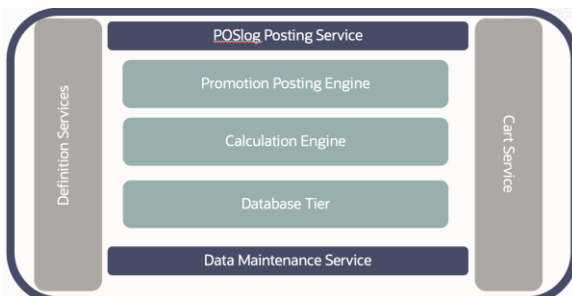 POSlog Posting Service
Definition Services
Promotion Posting Engine
Calculation Engine
Database Tier
Cart Service
Data Maintenance Service